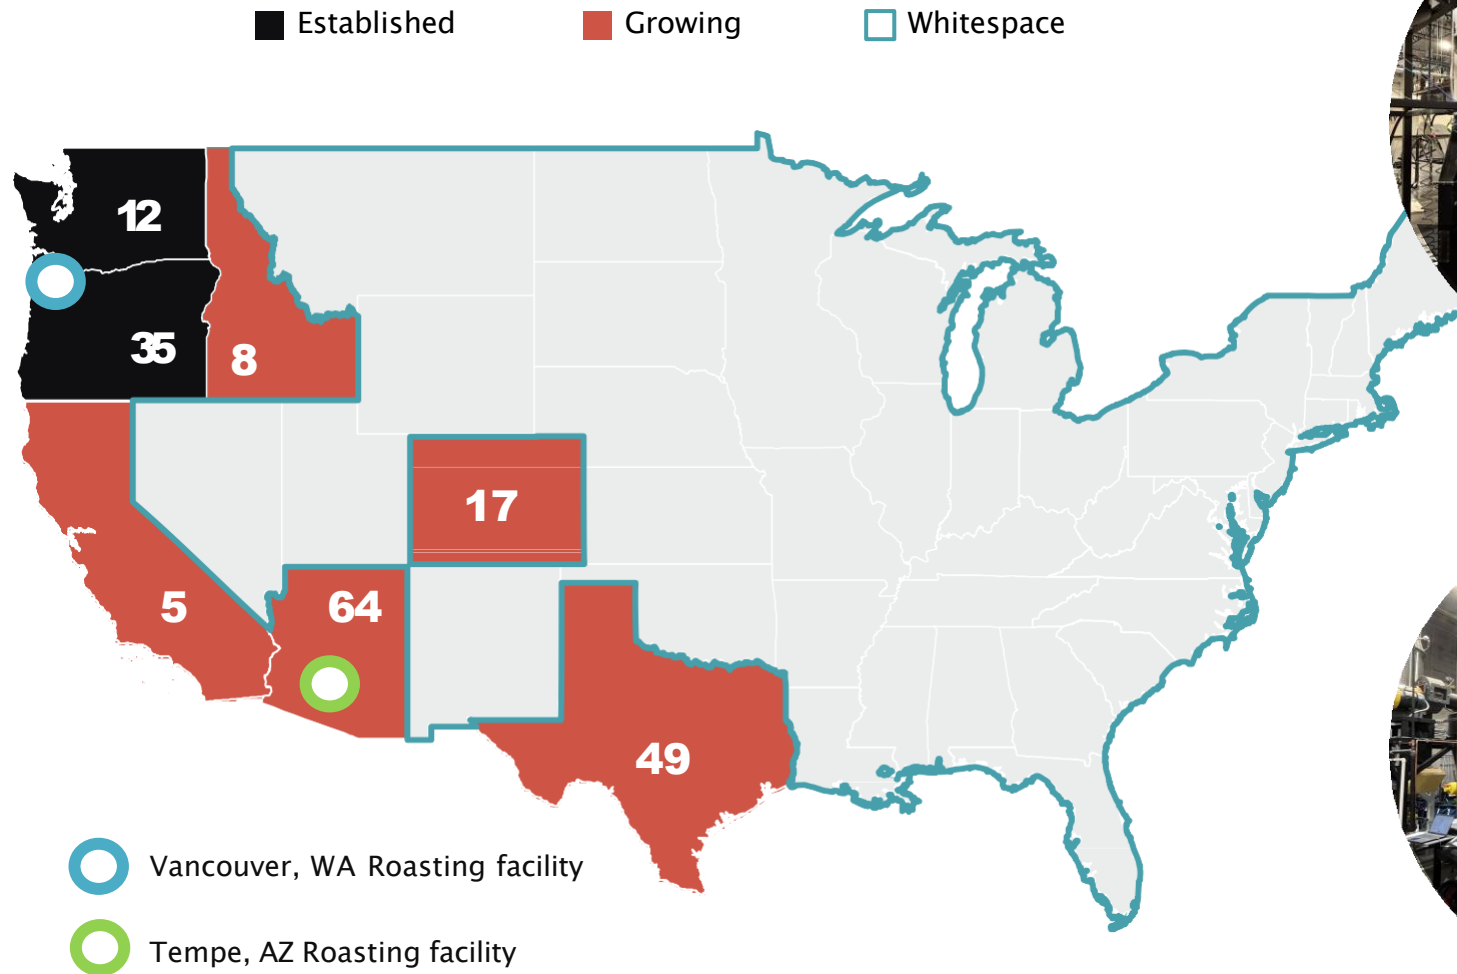 Established Growing Whitespace
12
35
8
17
5
64
49
Vancouver, WA Roasting facility
Tempe, AZ Roasting facility